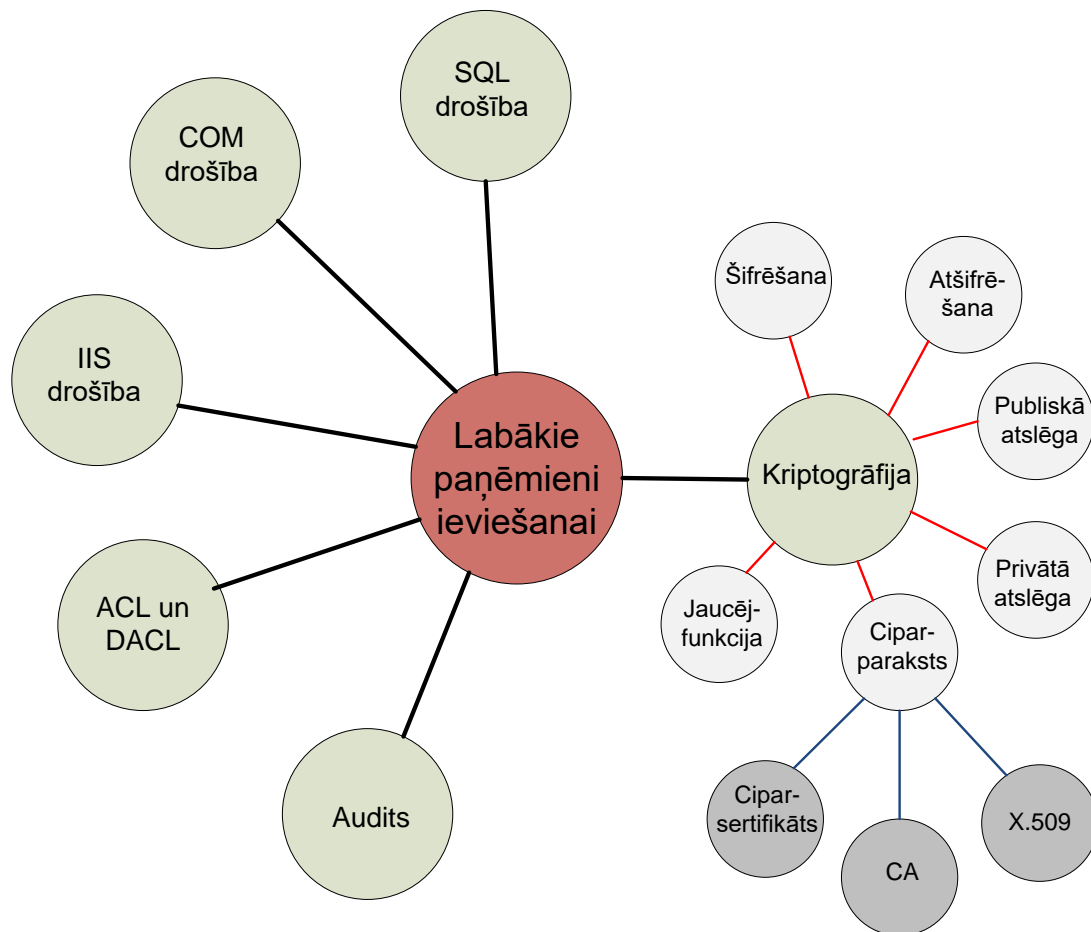 SQL
drošība
COM
drošība
IIS
drošība
ACL un
DACL
Audits
Labākie
paņēmieni
ieviešanai
Kriptogrāfija
Šifrēšana
Atšifrē-
šana
Publiskā
atslēga
Privātā
atslēga
Jaucēj-
funkcija
Cipar-
paraksts
Cipar-
sertifikāts
CA
X.509